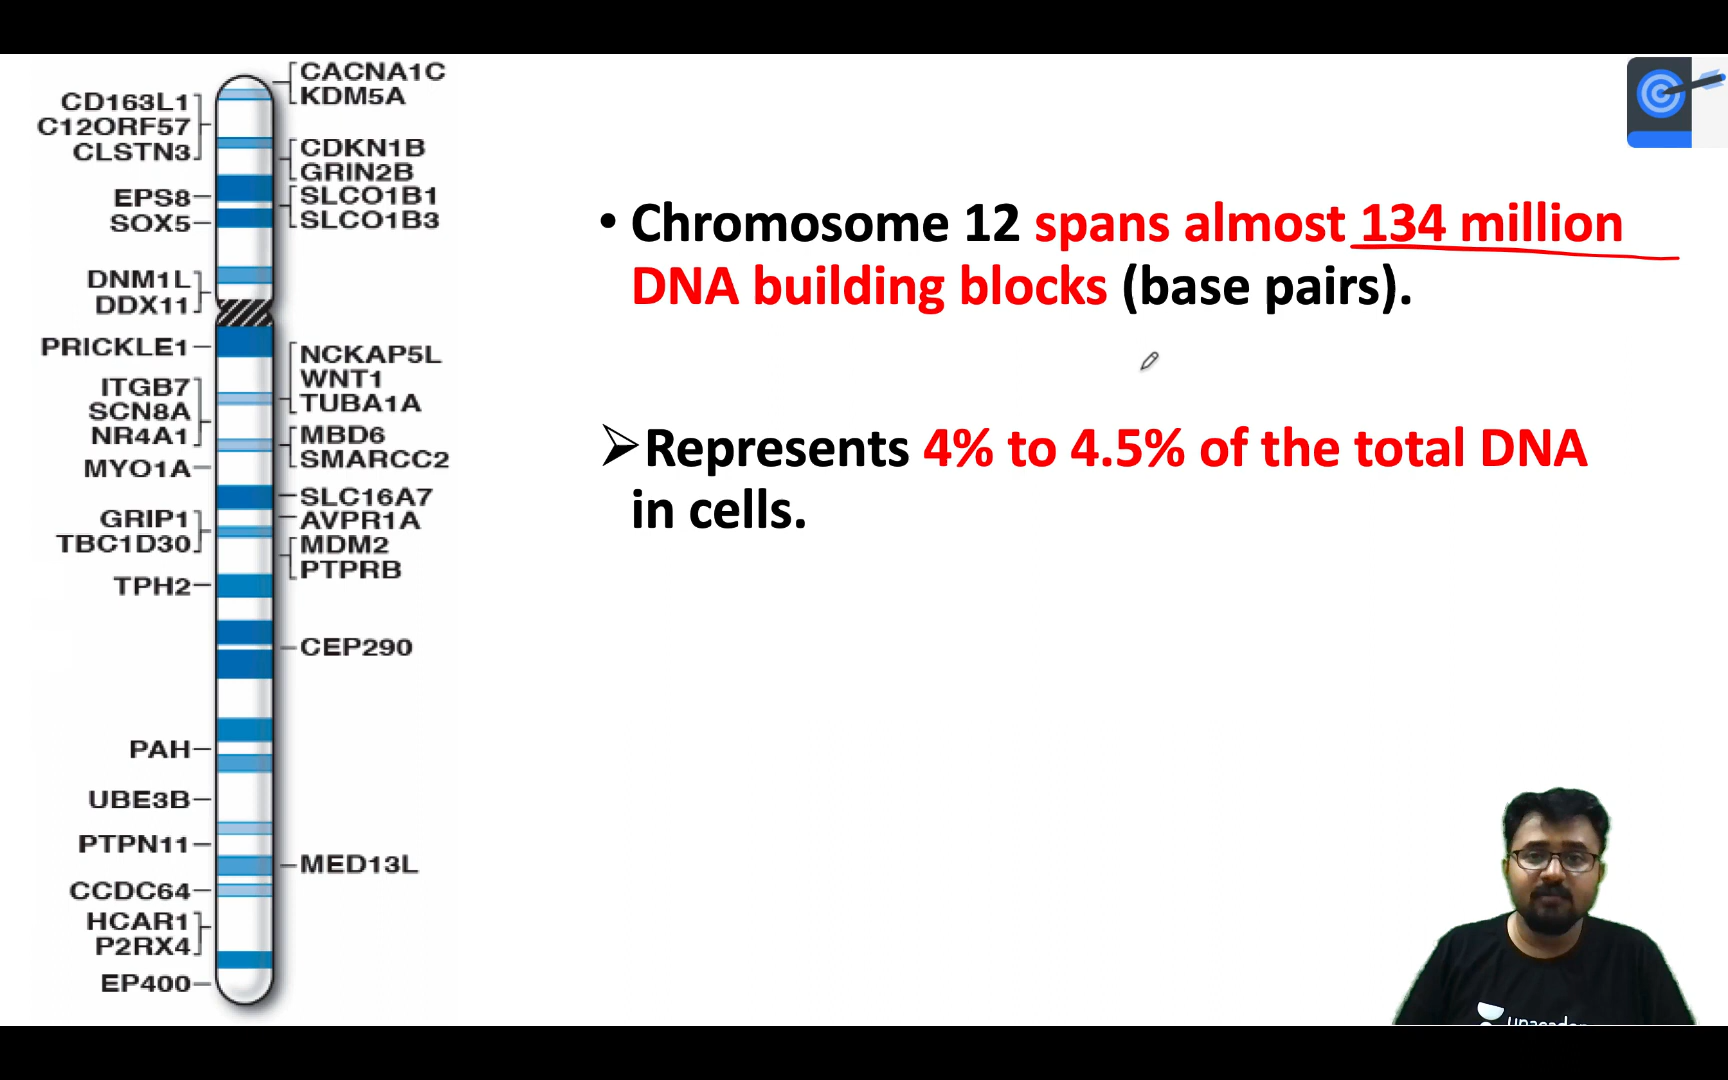 CACNA1C
KDM5A
CD163L1
C12ORF57
CLSTN3
CDKN1B
GRIN2B
SLCO1B1
SLCO1B3
EPS8
SOX5
DNM1L
DDX11
PRICKLE1
NCKAP5L
WNT1
TUBA1A
ITGB7
SCN8A
NR4A1
MBD6
SMARCC2
MYO1A
SLC16A7
AVPR1A
GRIP1
TBC1D30
MDM2
PTPRB
TPH2
CEP290
PAH
UBE3B
PTPN11
MED13L
CCDC64
HCAR1
P2RX4
EP400
• Chromosome 12 spans almost 134 million
DNA building blocks (base pairs).
➢Represents 4% to 4.5% of the total DNA
in cells.